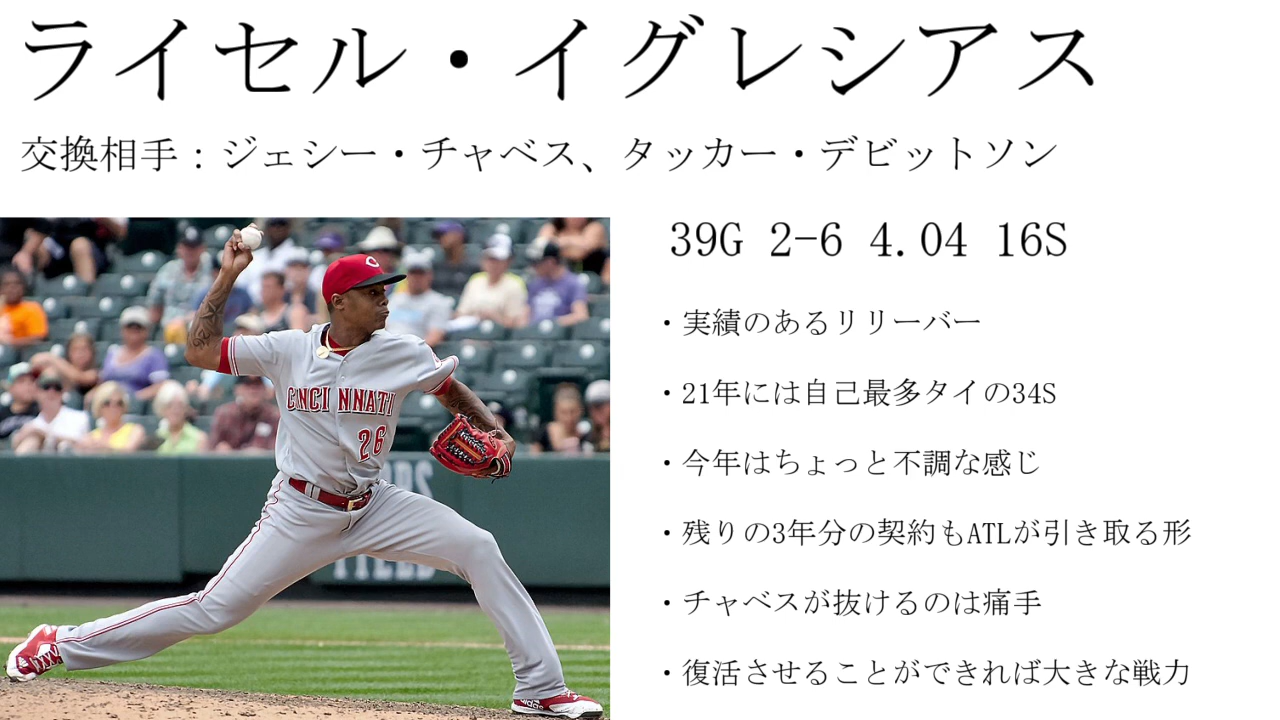 ライセル・イグレシアス
交換相手：ジェシー・チャベス、タッカー・デビットソン
39G 2-6 4.04 16S
・実績のあるリリーバー
・21年には自己最多タイの34S
・今年はちょっと不調な感じ
・残りの3年分の契約もATLが引き取る形
・チャベスが抜けるのは痛手
・復活させることができれば大きな戦力
C
CINCINNATI
26
adidas